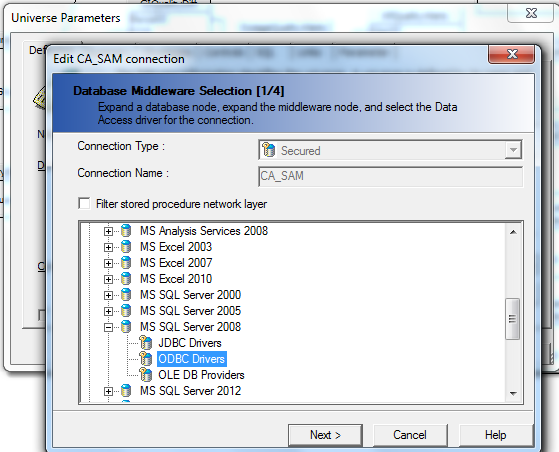 Universe Parameters
Edit CA_SAM connection
Database Middleware Selection [1/4]
Expand a database node, expand the middleware node, and select the Data
Access driver for the connection.
Connection Type :
Secured
Connection Name :
CA_SAM
Filter stored procedure network layer
MS Analysis Services 2008
MS Excel 2003
MS Excel 2007
MS Excel 2010
MS SQL Server 2000
MS SQL Server 2005
MS SQL Server 2008
JDBC Drivers
ODBC Drivers
OLE DB Providers
MS SQL Server 2012
Next >
Cancel
Help